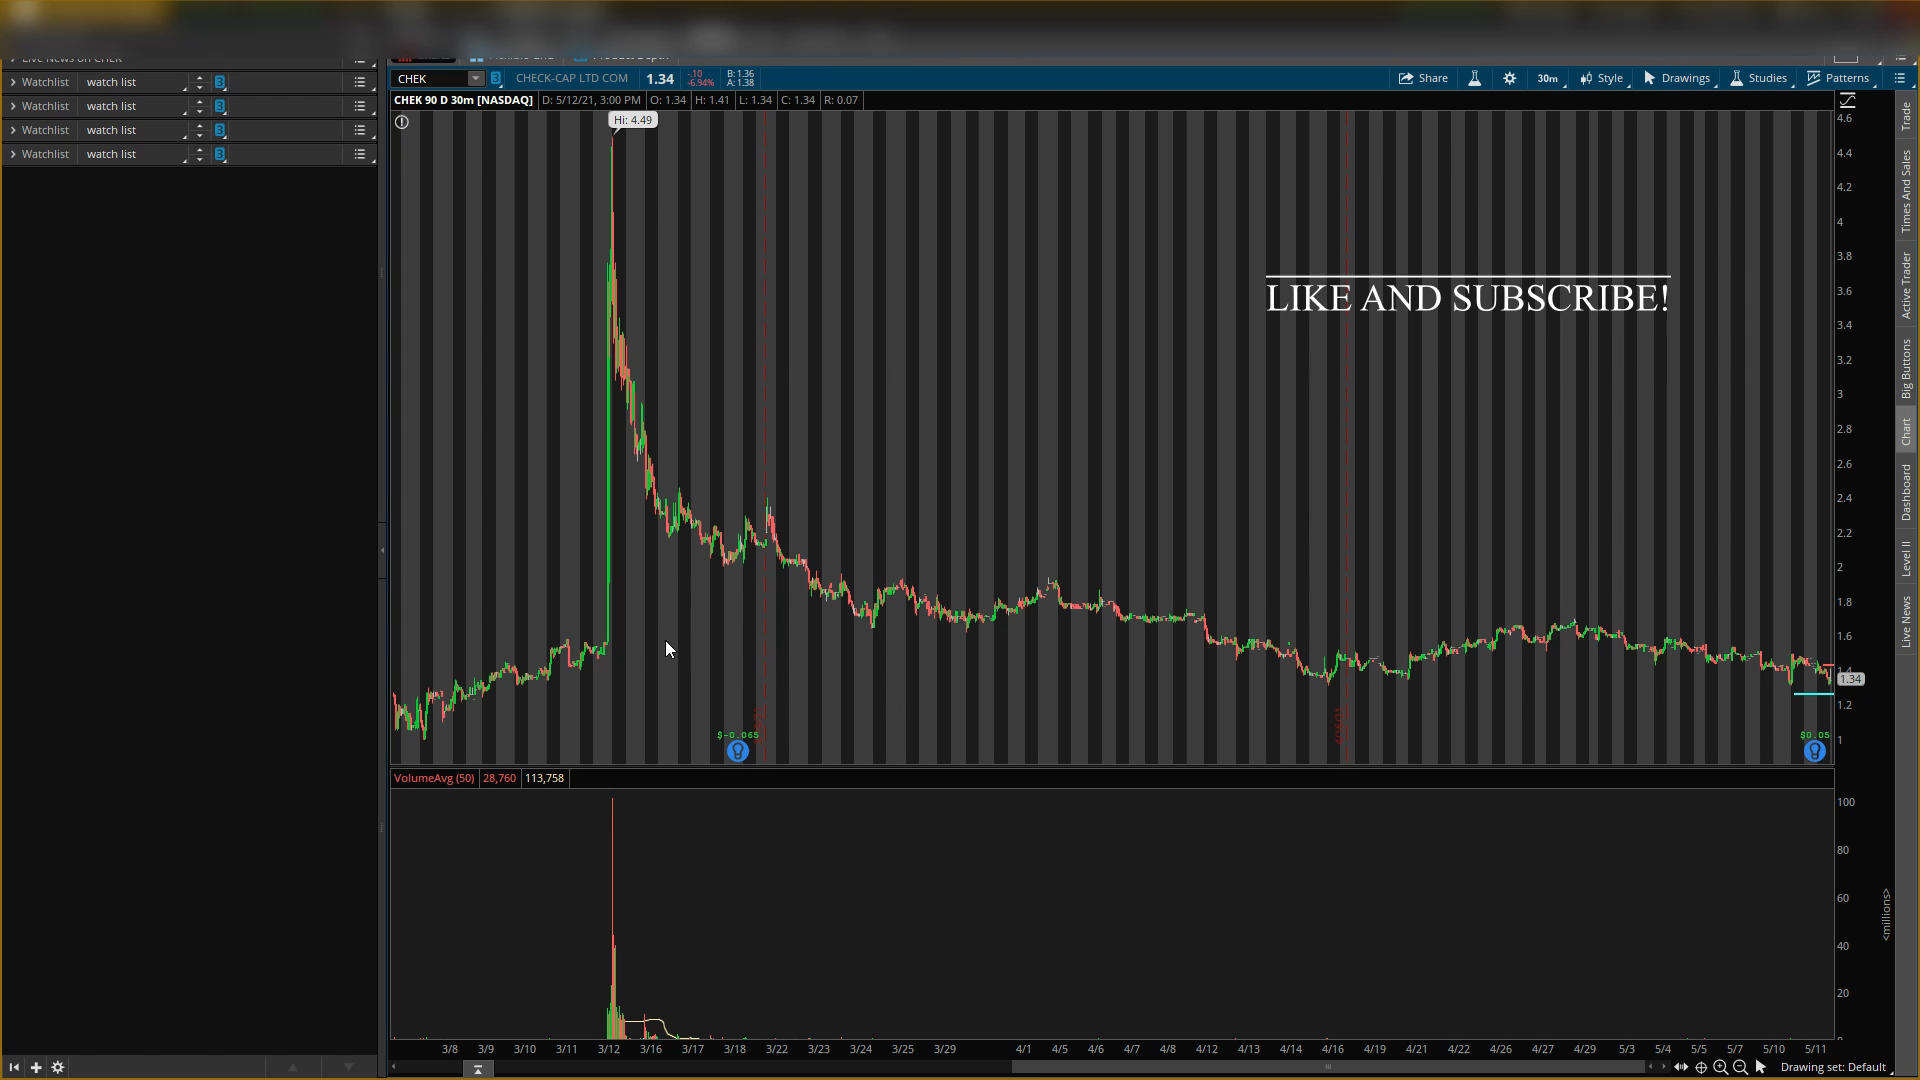 Watchlist watch list 3
Watchlist watch list 3
Watchlist watch list 3
Watchlist watch list 3
CHEK 3 CHECK-CAP LTD COM 1.34 -.10 -6.94% B: 1.36 A: 1.38 Share 30m Style Drawings Studies Patterns
CHEK 90 D 30m [NASDAQ] D: 5/12/21, 3:00 PM O: 1.34 H: 1.41 L: 1.34 C: 1.34 R: 0.07
Hi: 4.49
LIKE AND SUBSCRIBE!
4.6
4.4
4.2
4
3.8
3.6
3.4
3.2
3
2.8
2.6
2.4
2.2
2
1.8
1.6
1.4
1.34
1.2
1
$-0.065
$0.05
VolumeAvg (50) 28,760 113,758
100
80
60
40
20
<millions>
3/8 3/9 3/10 3/11 3/12 3/16 3/17 3/18 3/22 3/23 3/24 3/25 3/29 4/1 4/5 4/6 4/7 4/8 4/12 4/13 4/14 4/16 4/19 4/21 4/22 4/26 4/27 4/29 5/3 5/4 5/5 5/7 5/10 5/11
Drawing set: Default
Trade
Times And Sales
Active Trader
Big Buttons
Chart
Dashboard
Level II
Live News